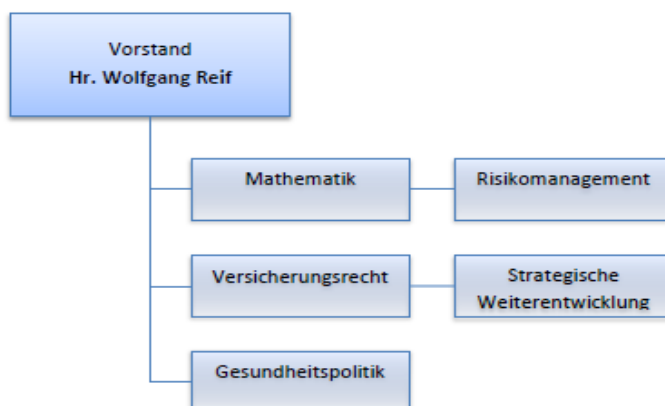 Vorstand
Hr. Wolfgang Reif
Mathematik
Risikomanagement
Versicherungsrecht
Strategische
Weiterentwicklung
Gesundheitspolitik